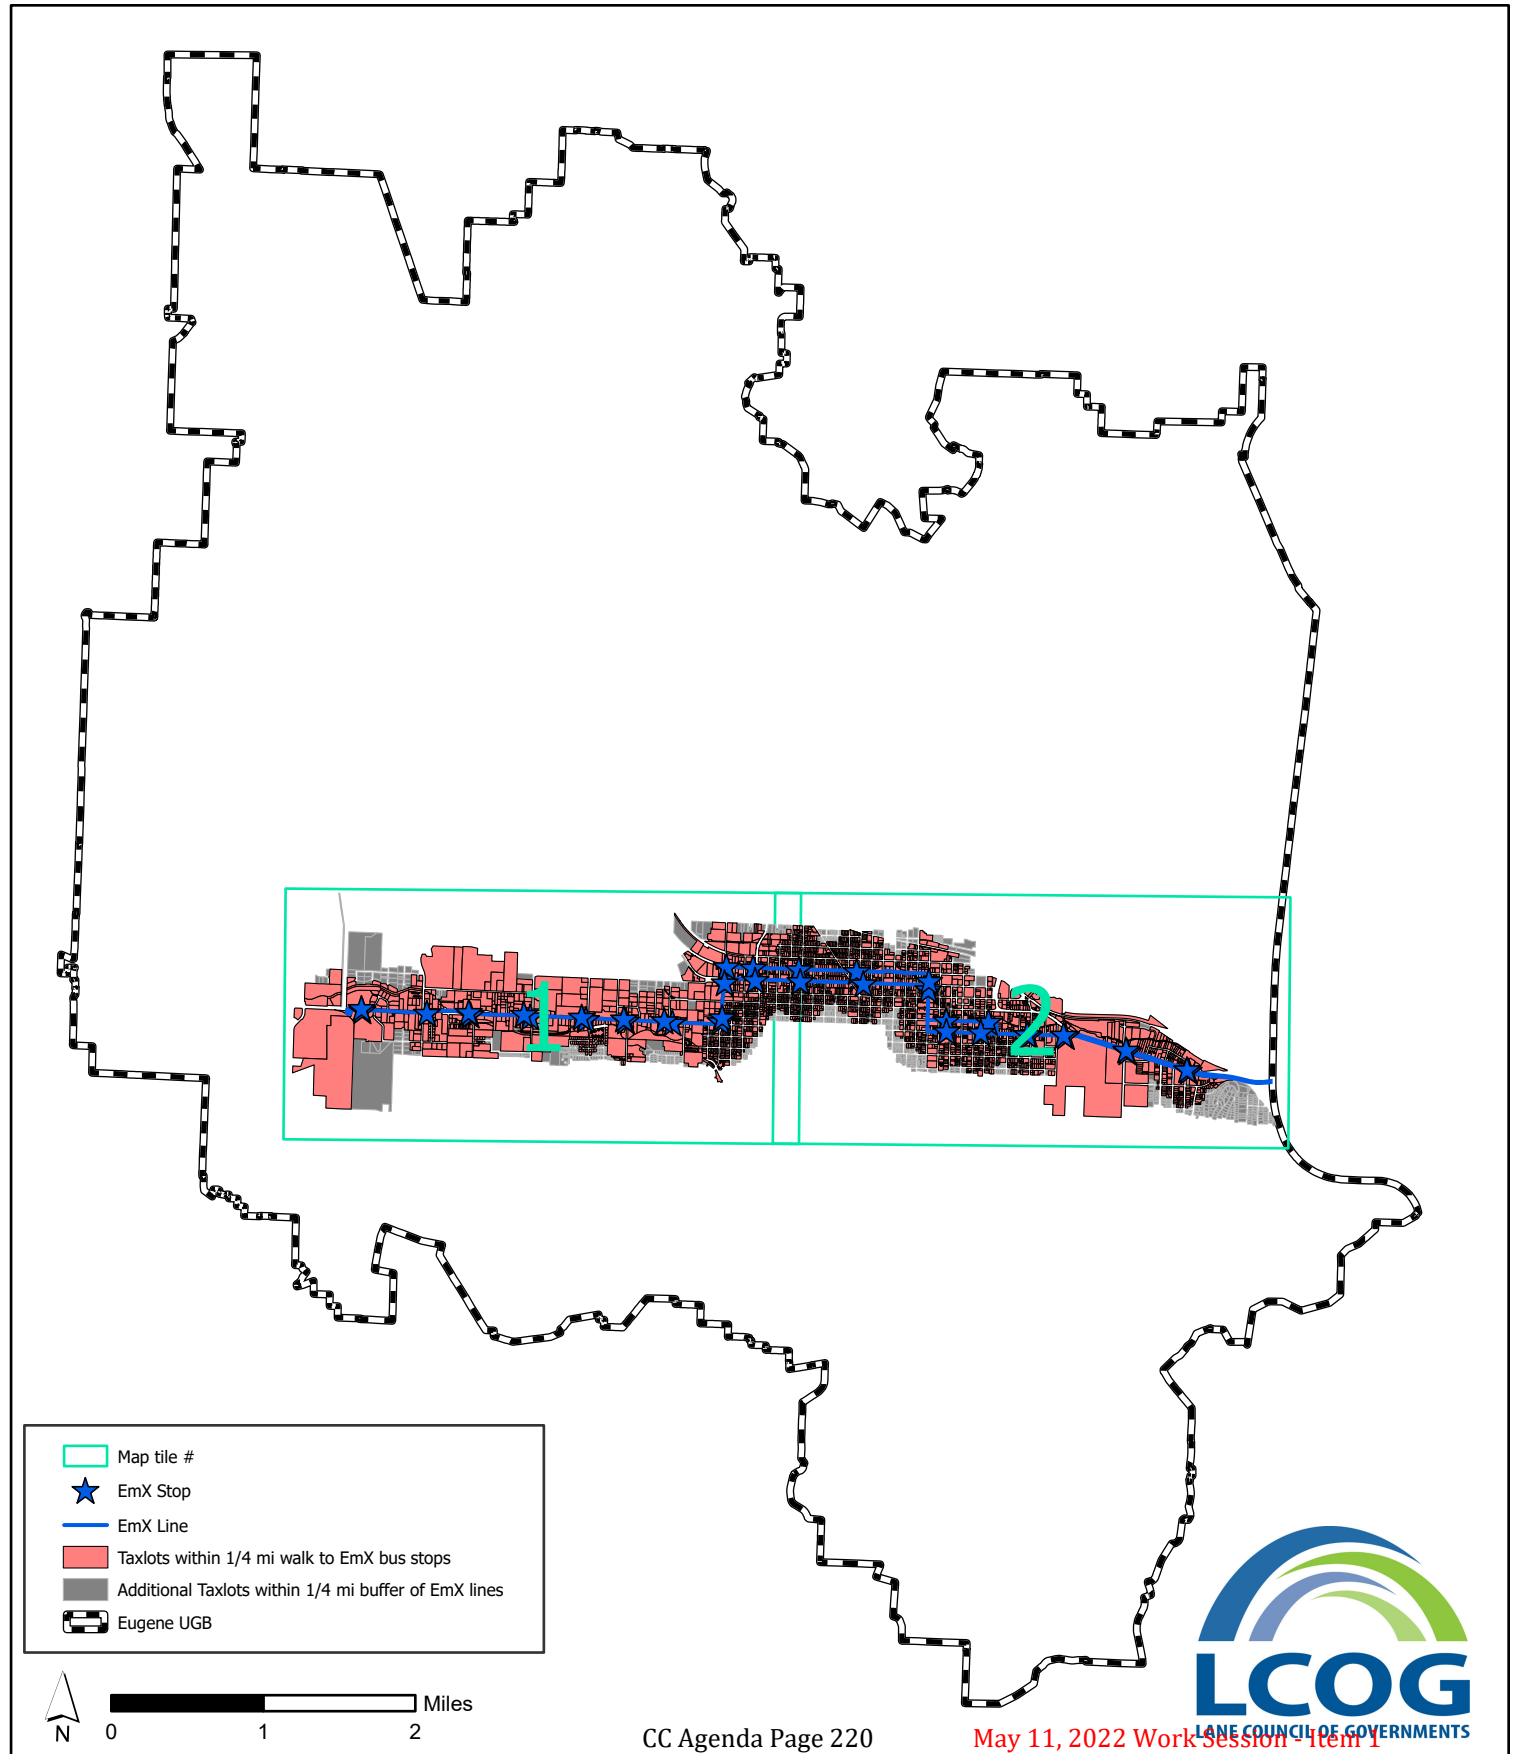 1
2
Map tile #
EmX Stop
EmX Line
Taxlots within 1/4 mi walk to EmX bus stops
Additional Taxlots within 1/4 mi buffer of EmX lines
Eugene UGB
N
0 1 2 Miles
LCOG
LANE COUNCIL OF GOVERNMENTS
CC Agenda Page 220
May 11, 2022 Work Session - Item 1